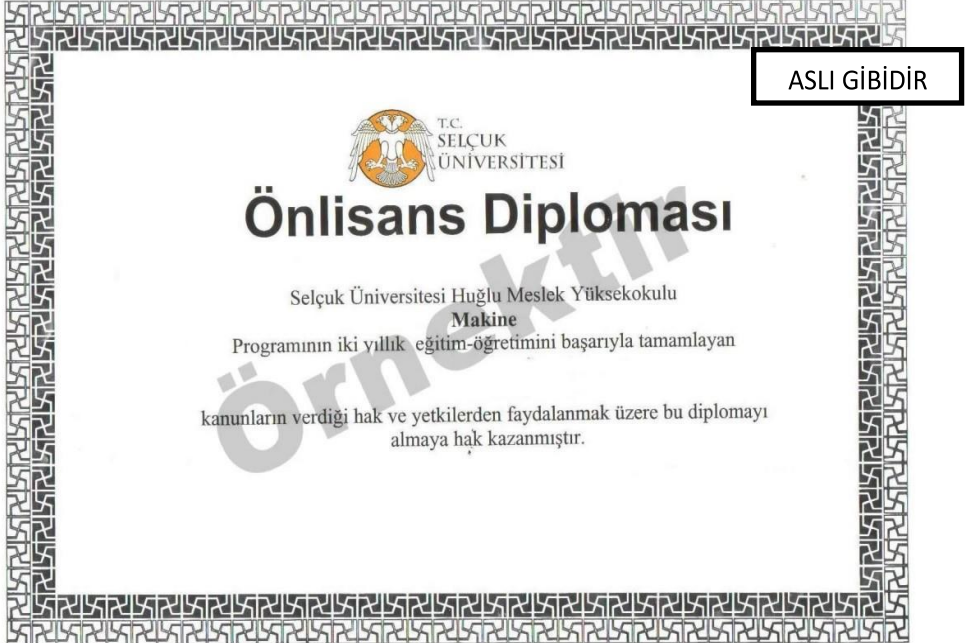 ASLI GİBİDİR
T.C.
SELÇUK
ÜNİVERSİTESİ
Önlisans Diploması
Selçuk Üniversitesi Huğlu Meslek Yüksekokulu
Makine
Programının iki yıllık eğitim-öğretimini başarıyla tamamlayan
kanunların verdiği hak ve yetkilerden faydalanmak üzere bu diplomayı
almaya hak kazanmıştır.
Örnektir